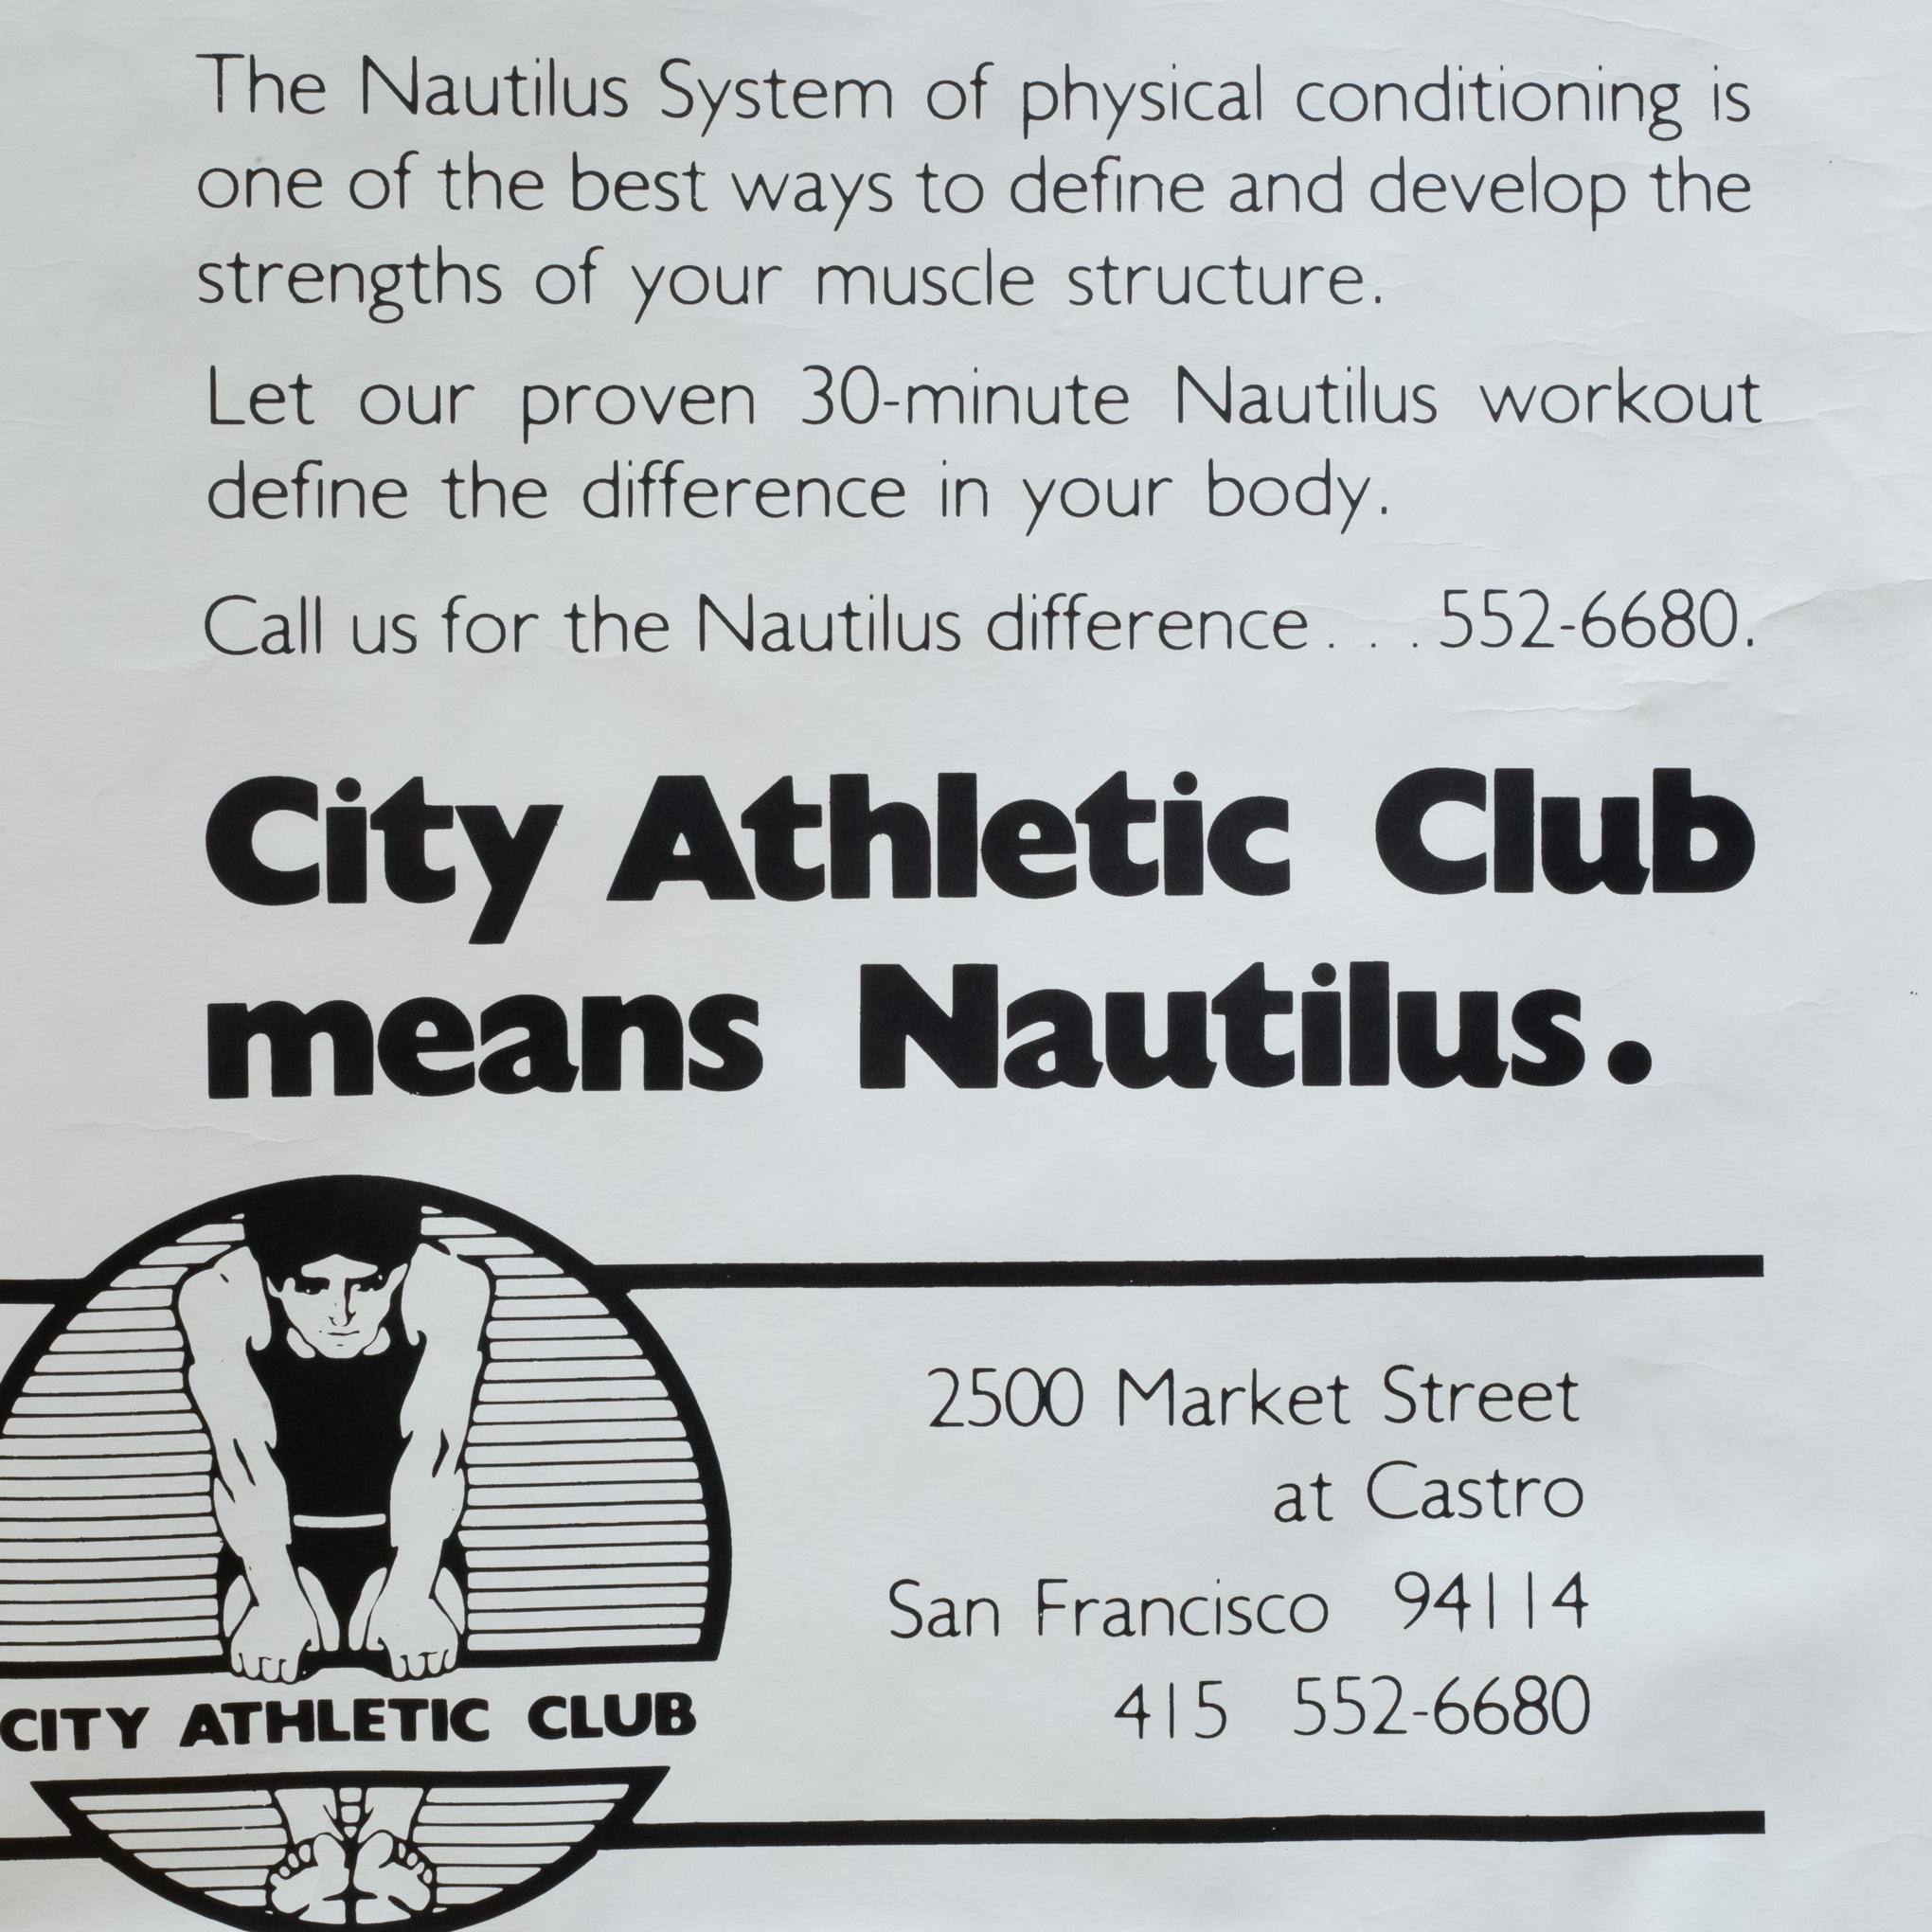 The Nautilus System of physical conditioning is
one of the best ways to define and develop the
strengths of your muscle structure.
Let our proven 30-minute Nautilus workout
define the difference in your body.
Call us for the Nautilus difference. . . 552-6680.
City Athletic Club
means Nautilus.
2500 Market Street
at Castro
San Francisco 94114
415 552-6680
CITY ATHLETIC CLUB